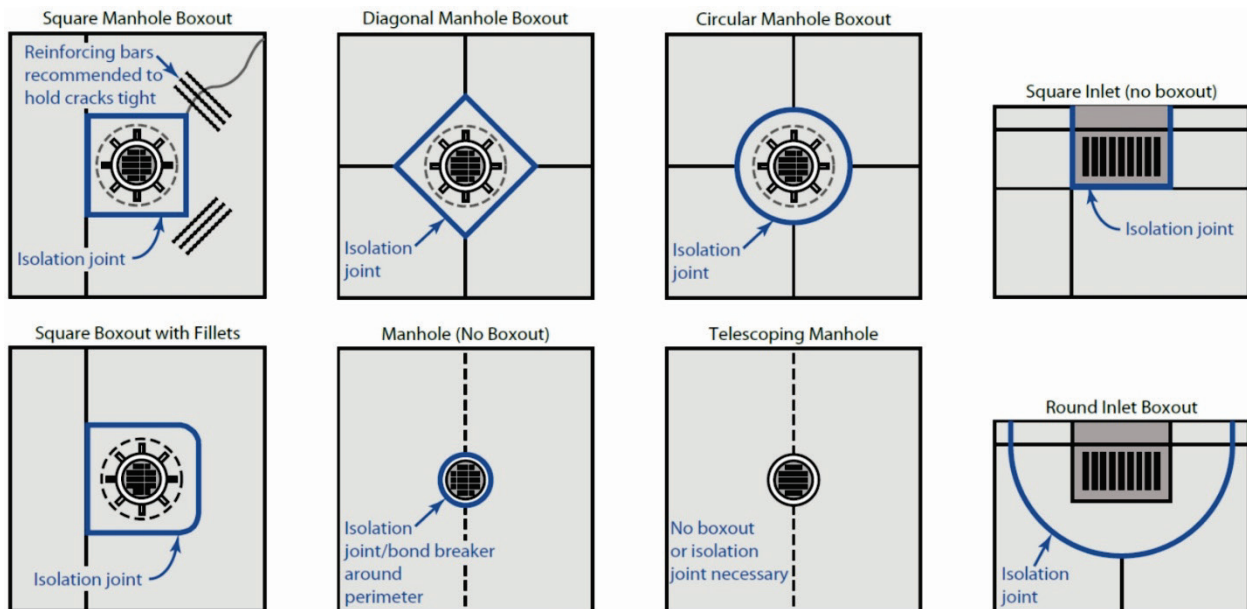 Square Manhole Boxout
Reinforcing bars
recommended to
hold cracks tight
Isolation joint
Diagonal Manhole Boxout
Isolation
joint
Circular Manhole Boxout
Isolation
joint
Square Inlet (no boxout)
Isolation joint
Square Boxout with Fillets
Isolation joint
Manhole (No Boxout)
Isolation
joint/bond breaker
around
perimeter
Telescoping Manhole
No boxout
or isolation
joint necessary
Round Inlet Boxout
Isolation
joint